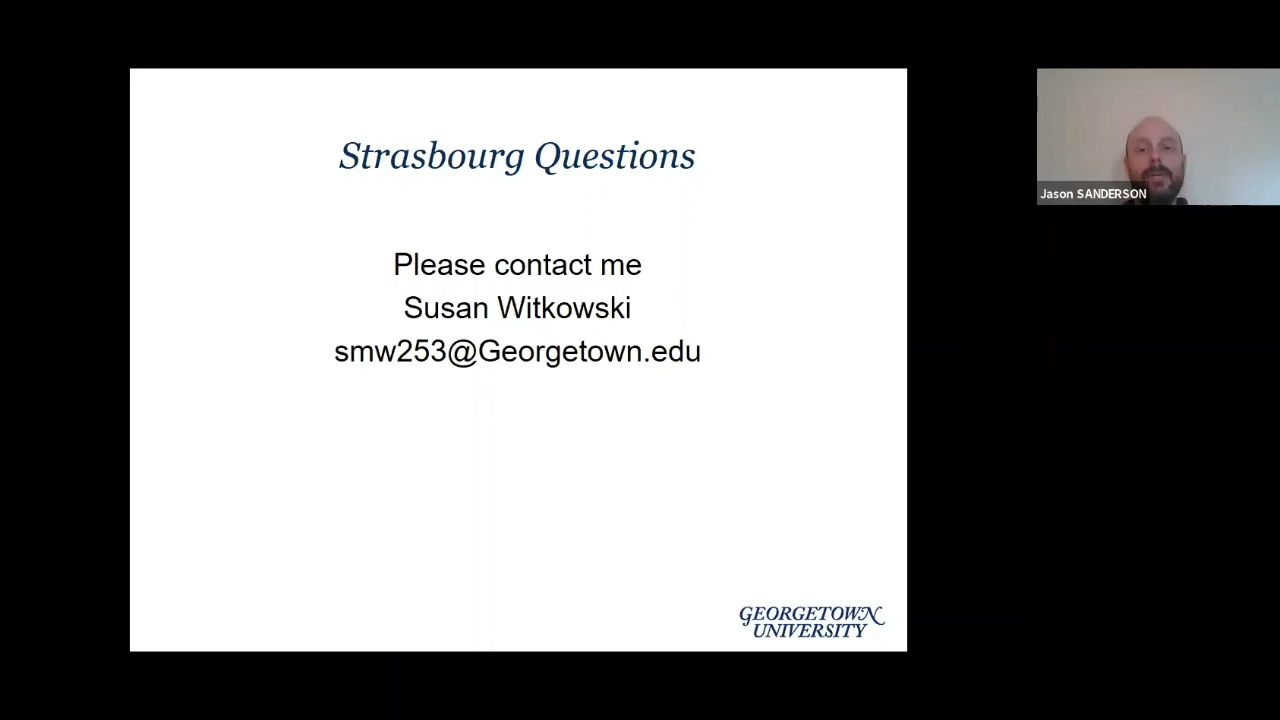 Strasbourg Questions
Please contact me
Susan Witkowski
smw253@Georgetown.edu
GEORGETOWN
UNIVERSITY
Jason SANDERSON